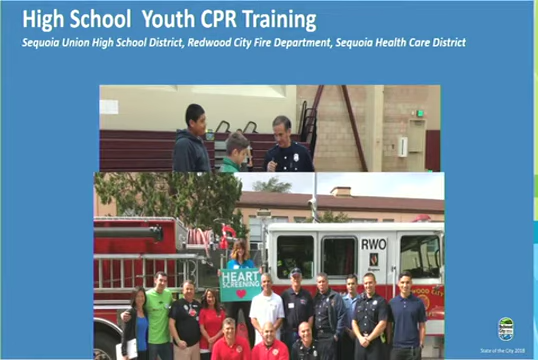 High School Youth CPR Training
Sequoia Union High School District, Redwood City Fire Department, Sequoia Health Care District
RWO
HEART
SCREENING
State of the City 2018